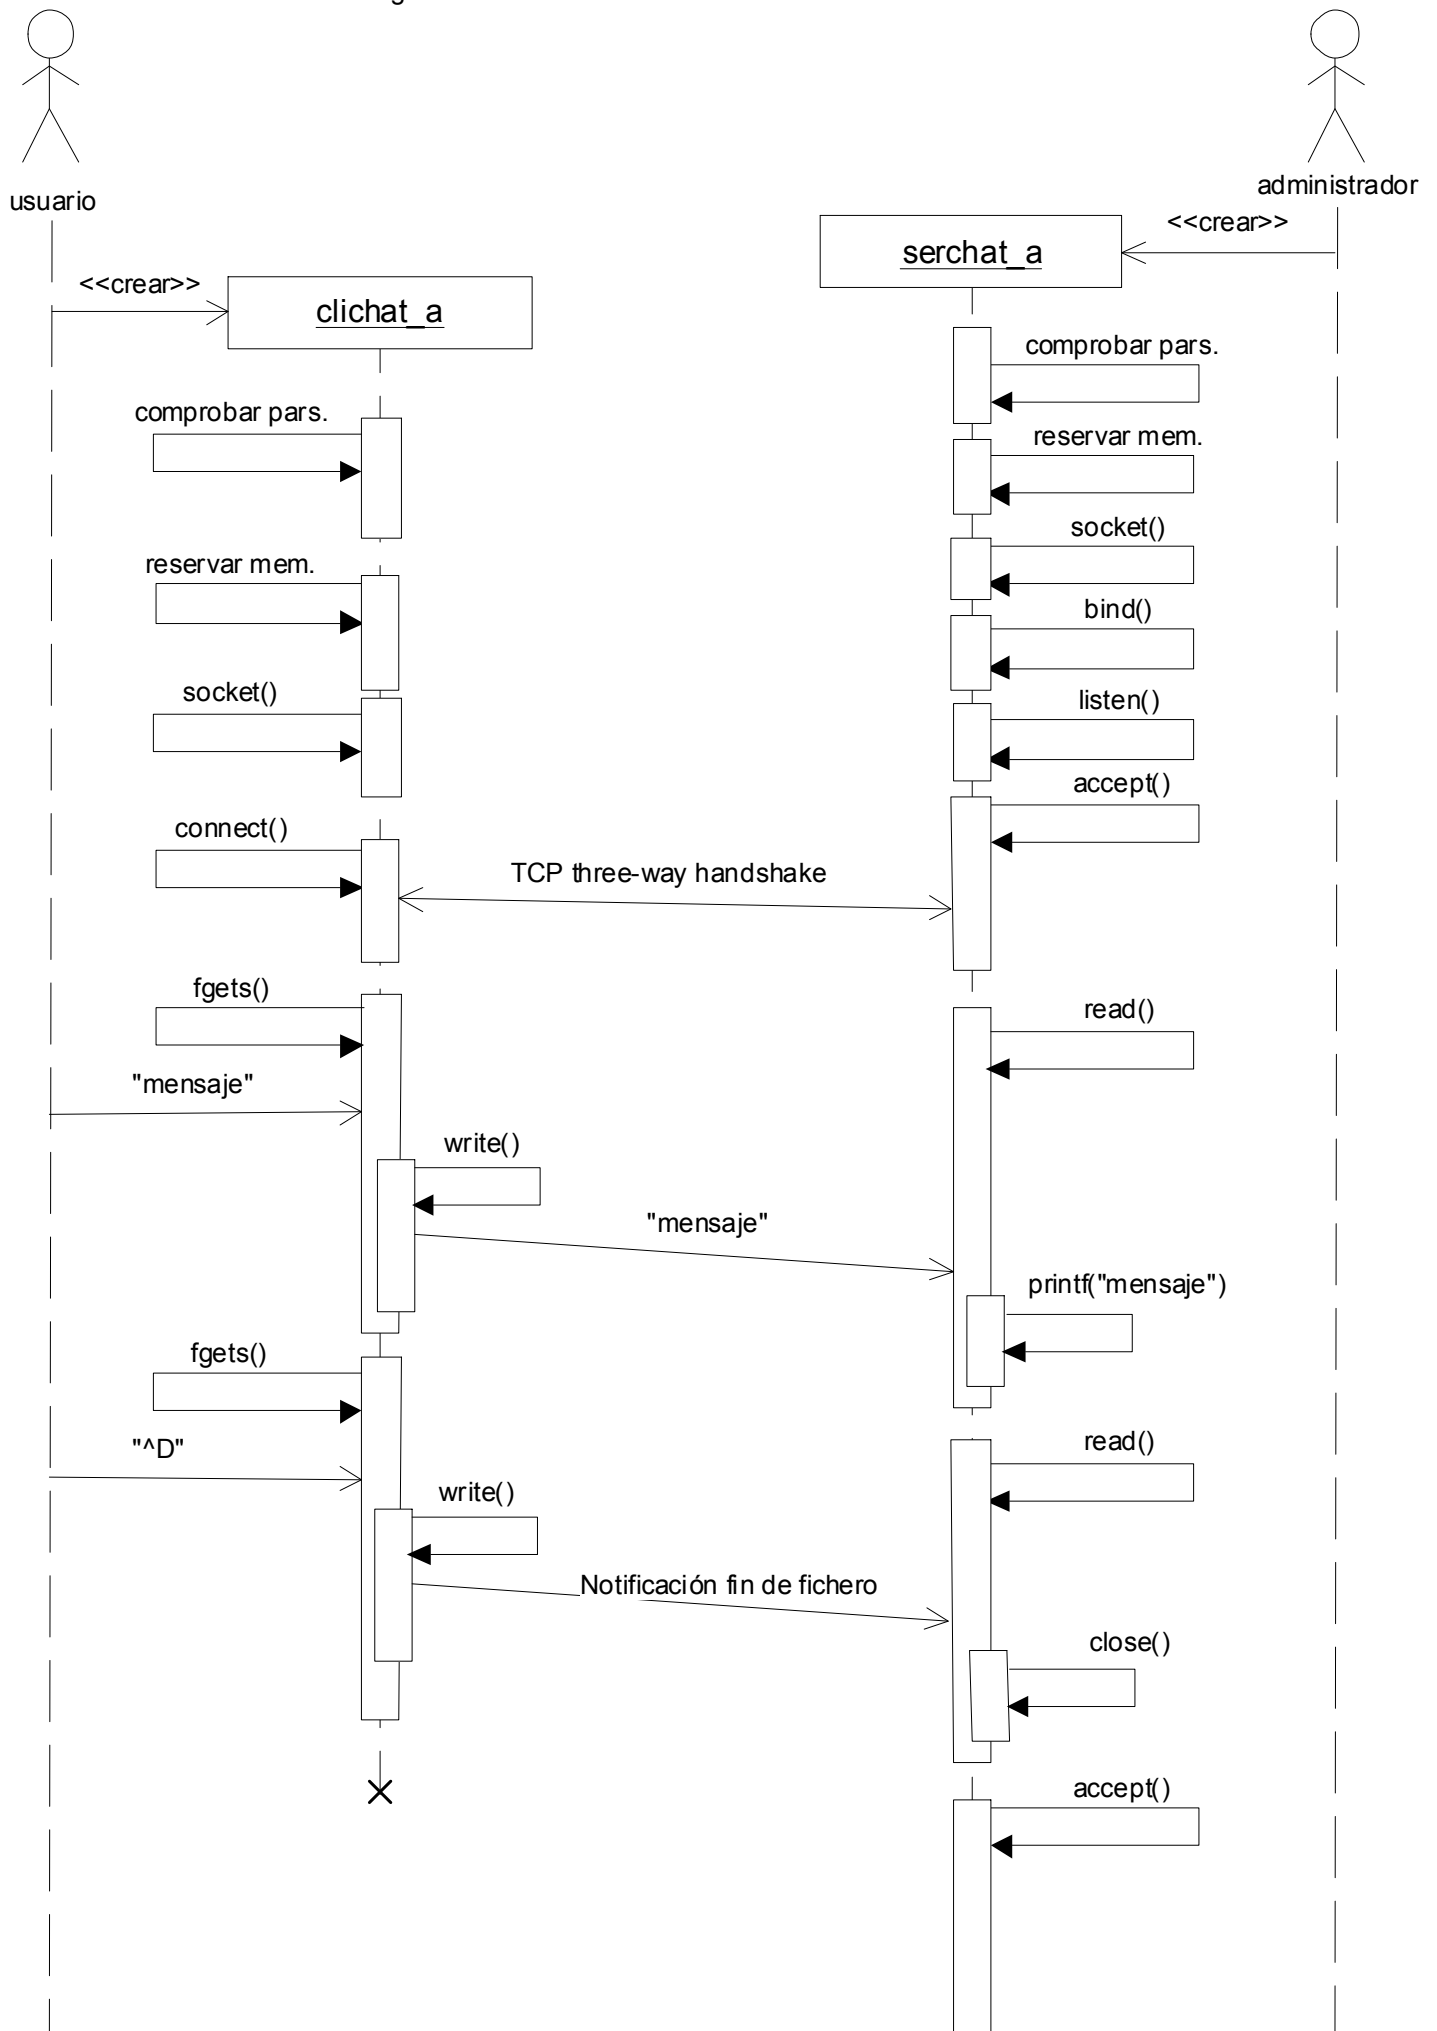 usuario
administrador
<<crear>>
serchat_a
<<crear>>
clichat_a
comprobar pars.
comprobar pars.
reservar mem.
socket()
reservar mem.
bind()
socket()
listen()
accept()
connect()
TCP three-way handshake
fgets()
read()
"mensaje"
write()
"mensaje"
printf("mensaje")
fgets()
"^D"
read()
write()
Notificación fin de fichero
close()
accept()